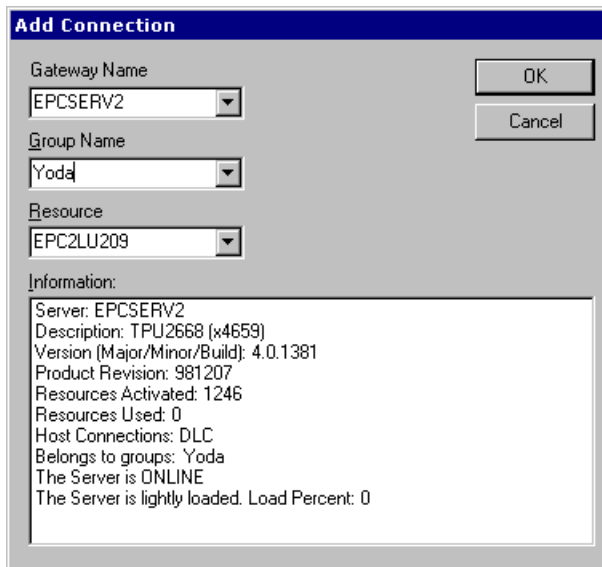 Add Connection
Gateway Name
EPCSERV2
OK
Cancel
Group Name
Yoda
Resource
EPC2LU209
Information:
Server: EPCSERV2
Description: TPU2668 (x4659)
Version (Major/Minor/Build): 4.0.1381
Product Revision: 981207
Resources Activated: 1246
Resources Used: 0
Host Connections: DLC
Belongs to groups: Yoda
The Server is ONLINE
The Server is lightly loaded. Load Percent: 0